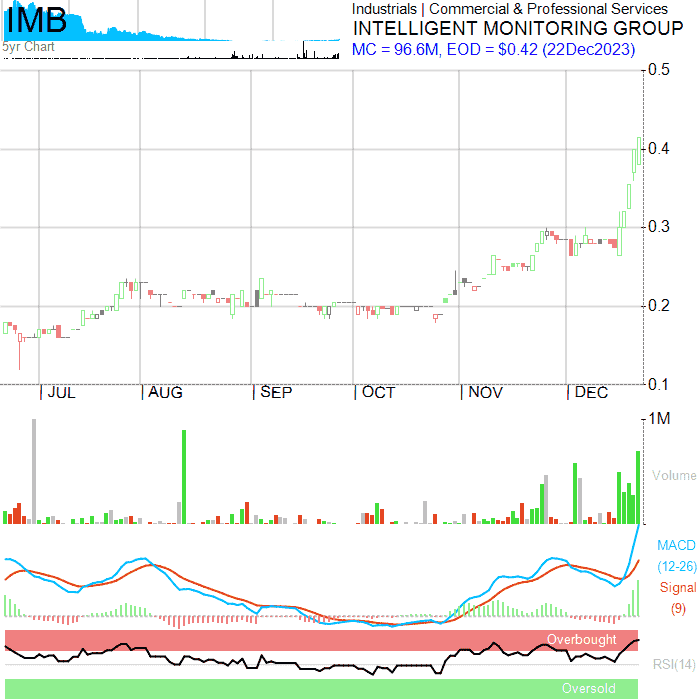 IMB
5yr Chart
Industrials | Commercial & Professional Services
INTELLIGENT MONITORING GROUP
MC = 96.6M, EOD = $0.42 (22Dec2023)
0.5
0.4
0.3
0.2
0.1
JUL
AUG
SEP
OCT
NOV
DEC
1M
Volume
MACD
(12-26)
Signal
(9)
Overbought
RSI(14)
Oversold